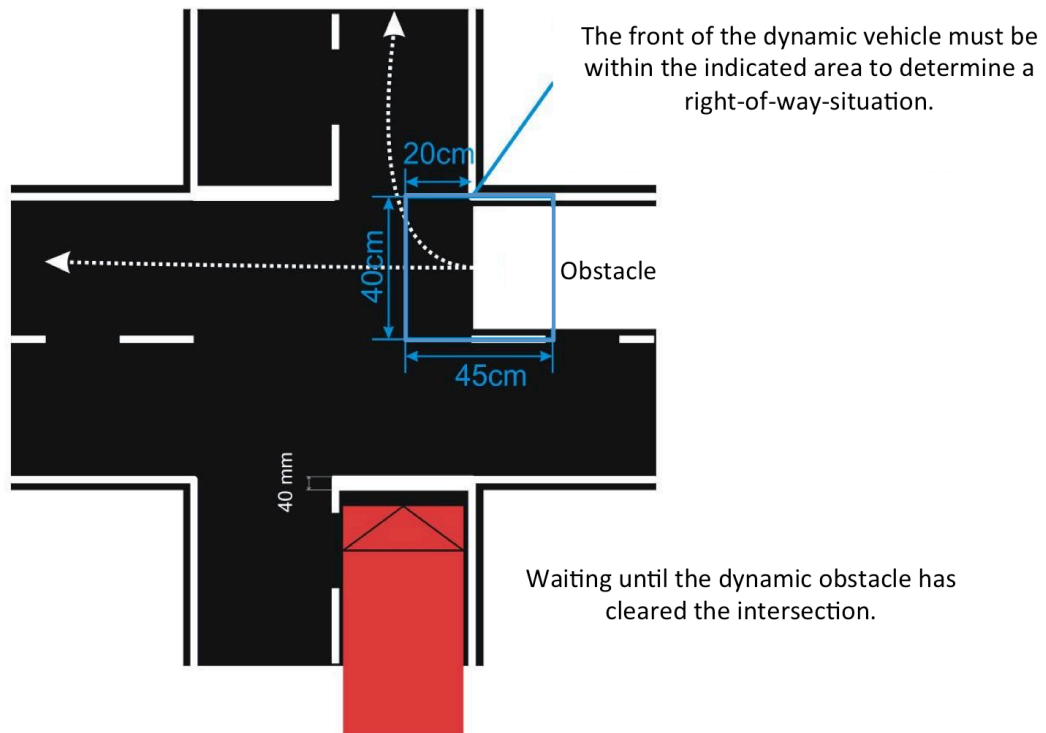 The front of the dynamic vehicle must be
within the indicated area to determine a
right-of-way-situation.
20cm
40cm
Obstacle
45cm
40 mm
Waiting until the dynamic obstacle has
cleared the intersection.